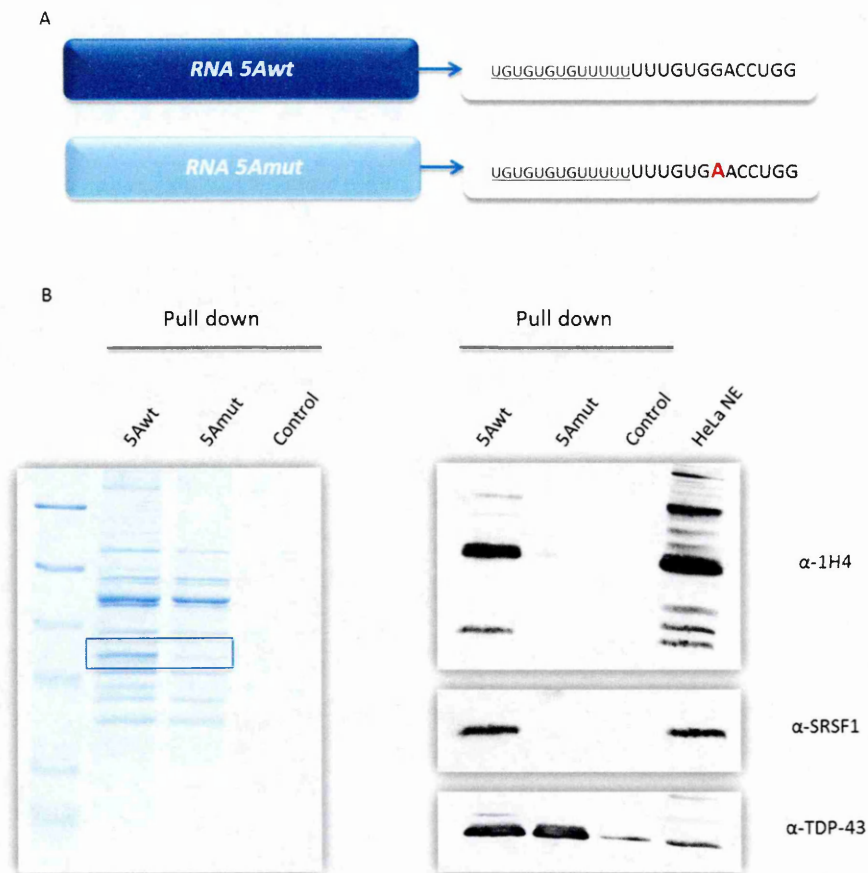 A
RNA 5Awt
UGUGUGUGUUUUUUUUGUGGACCUGG
RNA 5Amut
UGUGUGUGUUUUUUUUGUGAACCUGG
B
Pull down
Pull down
5Awt
5Amut
Control
5Awt
5Amut
Control
HeLa NE
α-1H4
α-SRSF1
α-TDP-43